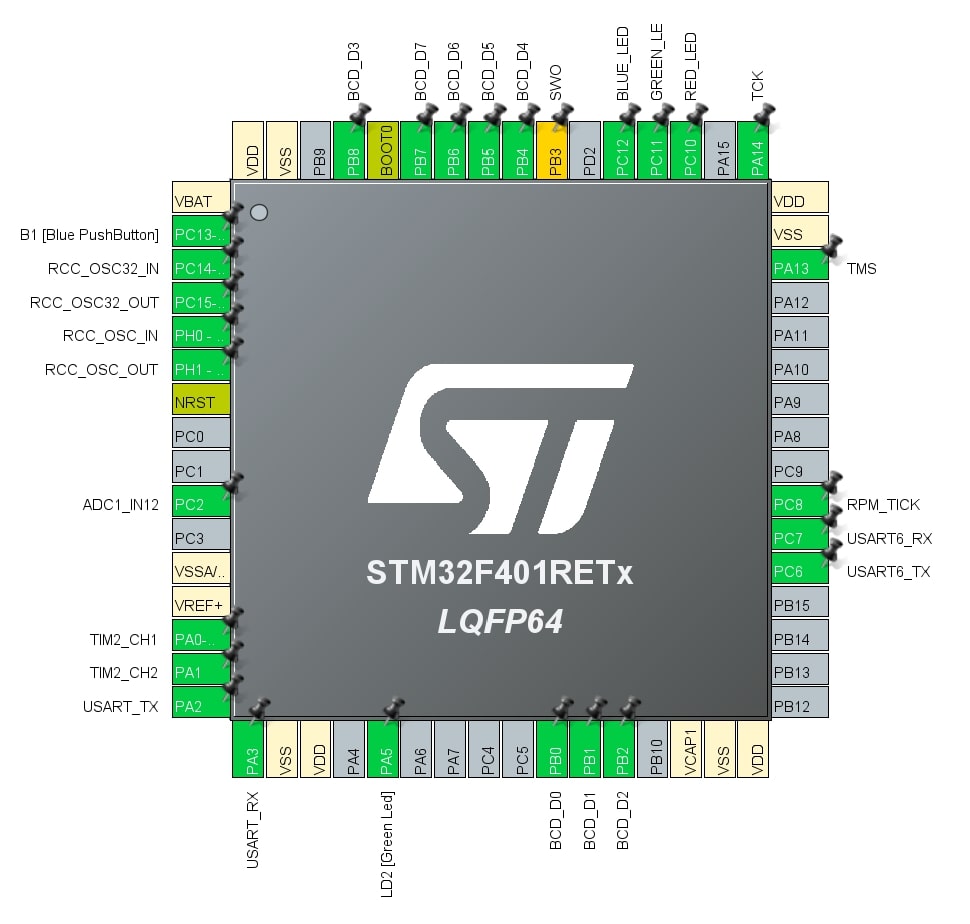 BCD_D3
BCD_D7
BCD_D6
BCD_D5
BCD_D4
SWO
BLUE_LED
GREEN_LE
RED_LED
TCK
VDD
VSS
PB9
PB8
BOOT0
PB7
PB6
PB5
PB4
PB3
PD2
PC12
PC11
PC10
PA15
PA14
VBAT
B1 [Blue PushButton]
PC13-..
RCC_OSC32_IN
PC14-..
RCC_OSC32_OUT
PC15-..
RCC_OSC_IN
PH0 - ..
RCC_OSC_OUT
PH1 - ..
NRST
PC0
PC1
ADC1_IN12
PC2
PC3
VSSA/..
VREF+
TIM2_CH1
PA0-..
TIM2_CH2
PA1
USART_TX
PA2
ST
STM32F401RETx
LQFP64
VDD
VSS
PA13
TMS
PA12
PA11
PA10
PA9
PA8
PC9
PC8
RPM_TICK
PC7
USART6_RX
PC6
USART6_TX
PB15
PB14
PB13
PB12
PA3
VSS
VDD
PA4
PA5
PA6
PA7
PC4
PC5
PB0
PB1
PB2
PB10
VCAP1
VSS
VDD
USART_RX
LD2 [Green Led]
BCD_D0
BCD_D1
BCD_D2